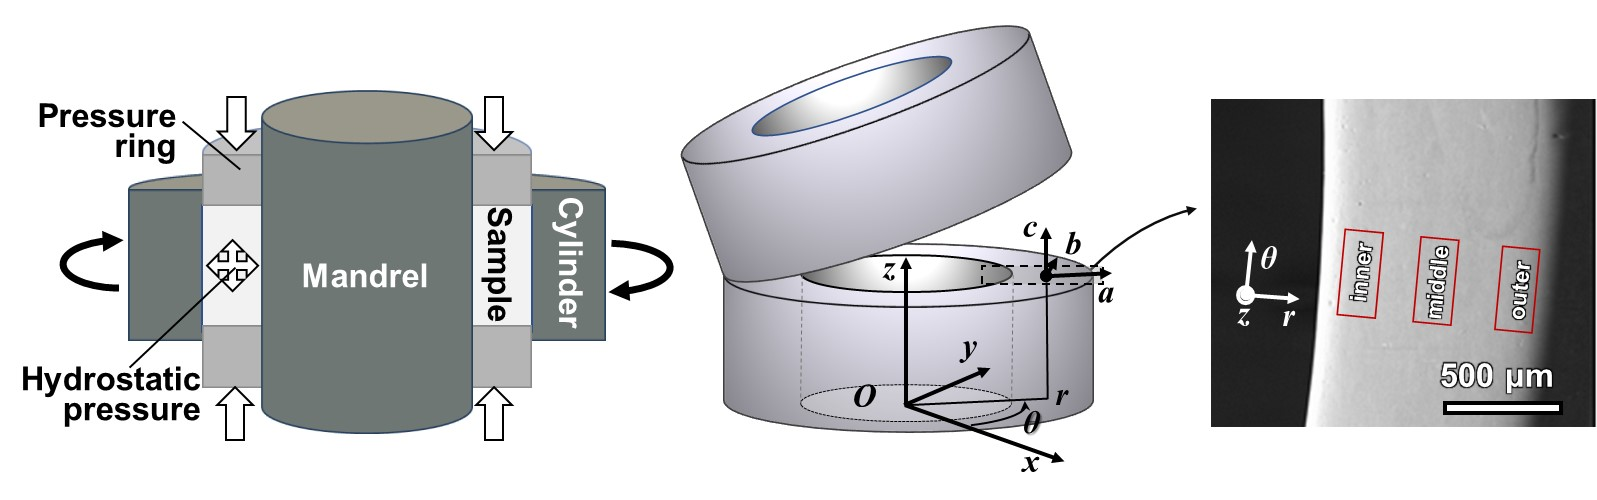 Pressure
ring
Mandrel
Sample
Cylinder
Hydrostatic
pressure
c
b
a
z
y
O
r
θ
x
θ
z
r
inner
middle
outer
500 μm